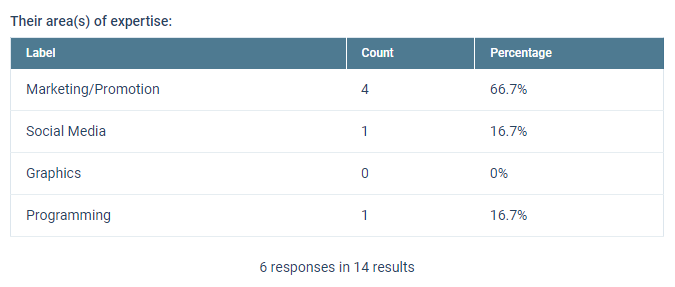 Their area(s) of expertise:
Label Count Percentage
Marketing/Promotion 4 66.7%
Social Media 1 16.7%
Graphics 0 0%
Programming 1 16.7%
6 responses in 14 results